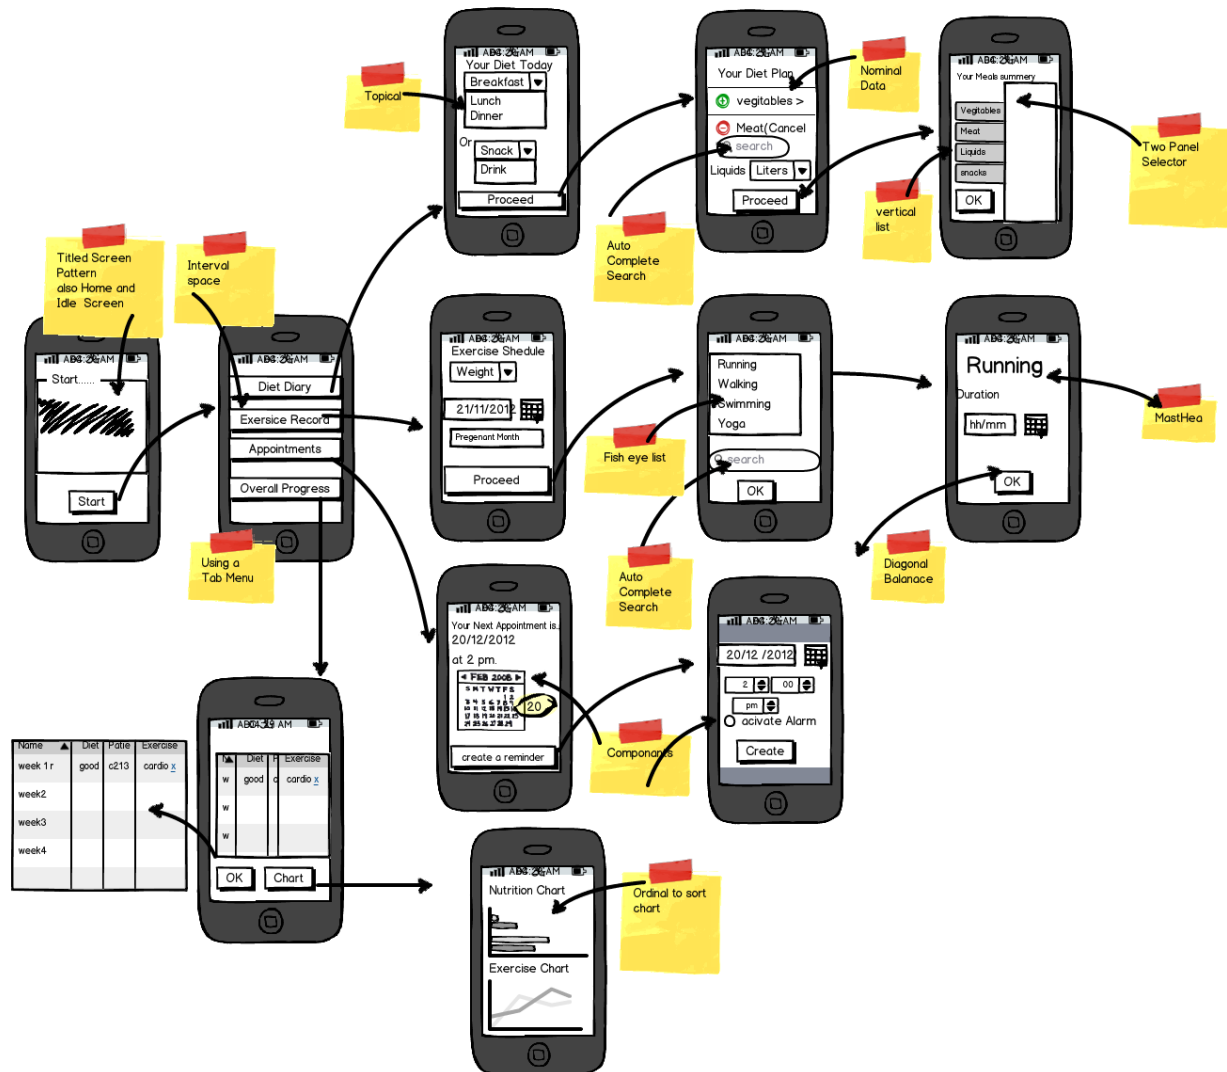 Your Diet Today
Breakfast
Lunch
Dinner
Or
Snack
Drink
Proceed
Topical
Your Diet Plan
vegitables >
Meat(Cancel
search
Liquids
Liters
Proceed
Nominal
Data
Auto
Complete
Search
Your Meals summery
Vegitables
Meat
Liquids
snacks
OK
vertical
list
Two Panel
Selector
Titled Screen
Pattern
also Home and
Idle Screen
Interval
space
Start......
Start
Diet Diary
Exersice Record
Appointments
Overall Progress
Using a
Tab Menu
Exercise Shedule
Weight
21/11/2012
Pregenant Month
Proceed
Running
Walking
Swimming
Yoga
search
OK
Fish eye list
Auto
Complete
Search
Running
Duration
hh/mm
OK
MastHea
Diagonal
Balanace
Your Next Appointment is..
20/12/2012
at 2 pm.
FEB 2008
S M T W T F S
20
create a reminder
Componants
20/12 /2012
2
00
pm
acivate Alarm
Create
Name Diet Patie Exercise
week 1 r good c213 cardio x
week2
week3
week4
Diet Exercise
w good c cardio x
w
w
OK
Chart
Nutrition Chart
Exercise Chart
Ordinal to sort
chart